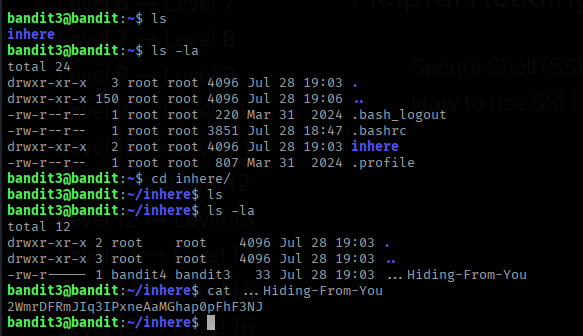 bandit3@bandit:~$ ls
inhere
bandit3@bandit:~$ ls -la
total 24
drwxr-xr-x   3 root root 4096 Jul 28 19:03 .
drwxr-xr-x 150 root root 4096 Jul 28 19:06 ..
-rw-r--r--   1 root root  220 Mar 31  2024 .bash_logout
-rw-r--r--   1 root root 3851 Jul 28 18:47 .bashrc
drwxr-xr-x   2 root root 4096 Jul 28 19:03 inhere
-rw-r--r--   1 root root  807 Mar 31  2024 .profile
bandit3@bandit:~$ cd inhere/
bandit3@bandit:~/inhere$ ls
bandit3@bandit:~/inhere$ ls -la
total 12
drwxr-xr-x 2 root    root    4096 Jul 28 19:03 .
drwxr-xr-x 3 root    root    4096 Jul 28 19:03 ..
-rw-r----- 1 bandit4 bandit3   33 Jul 28 19:03 ...Hiding-From-You
bandit3@bandit:~/inhere$ cat ...Hiding-From-You
2WmrDFRmJIq3IPxneAaMGhap0pFhF3NJ
bandit3@bandit:~/inhere$